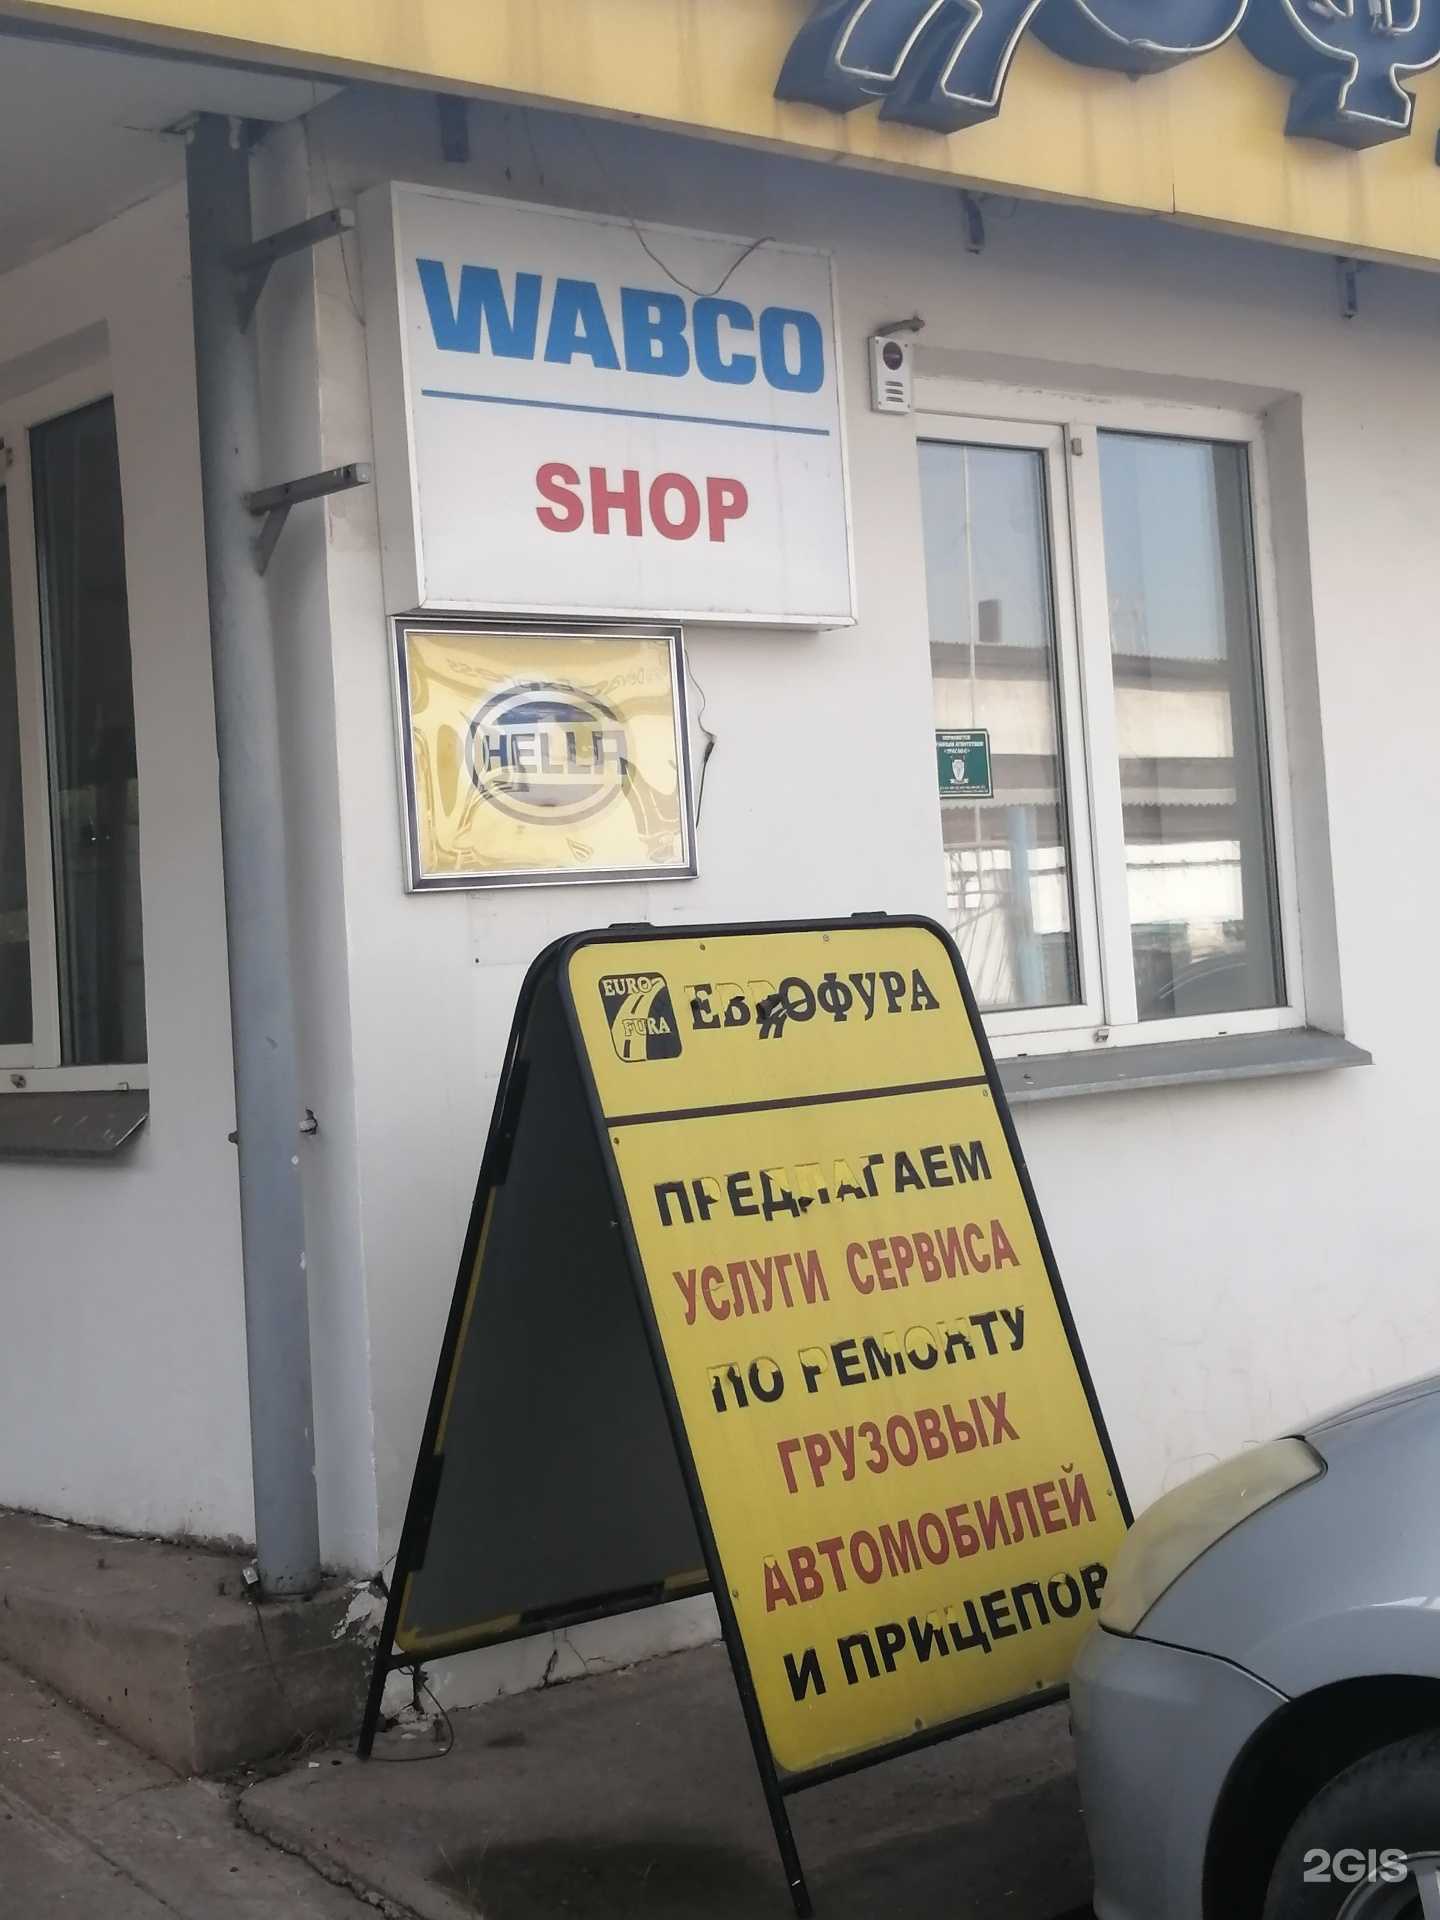 WABCO
SHOP
HELLA
EURO
FURA
ЕВРОФУРА
ПРЕДЛАГАЕМ
УСЛУГИ СЕРВИСА
ПО РЕМОНТУ
ГРУЗОВЫХ
АВТОМОБИЛЕЙ
И ПРИЦЕПОВ
2GIS